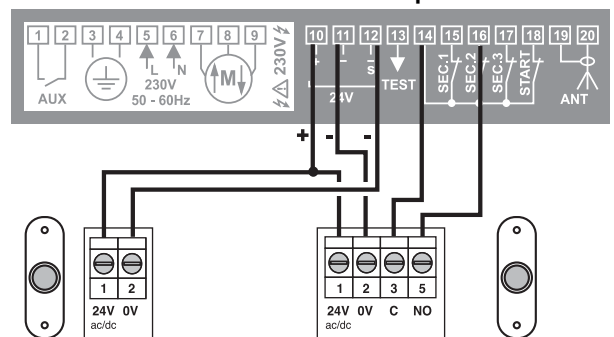 1 2 3 4 5 6 7 8 9 10 11 12 13 14 15 16 17 18 19 20
AUX
L N
230V
50 - 60Hz
M
230V
+ - - S
24V
TEST
SEC.1
SEC.2
SEC.3
START
ANT
+ - -
1 2
24V 0V
ac/dc
1 2 3 5
24V 0V C NO
ac/dc